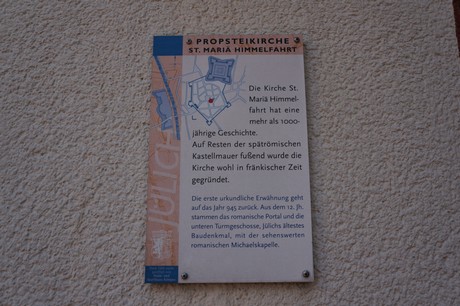 PROPSTEIKIRCHE
ST. MARIÄ HIMMELFAHRT
Die Kirche St.
Mariä Himmel-
fahrt hat eine
mehr als 1000-
jährige Geschichte.
Auf Resten der spätrömischen
Kastellmauer fußend wurde die
Kirche wohl in fränkischer Zeit
gegründet.
Die erste urkundliche Erwähnung geht
auf das Jahr 945 zurück. Aus dem 12. Jh.
stammen das romanische Portal und die
unteren Turmgeschosse, Jülichs ältestes
Baudenkmal, mit der sehenswerten
romanischen Michaelskapelle.
JÜLICH